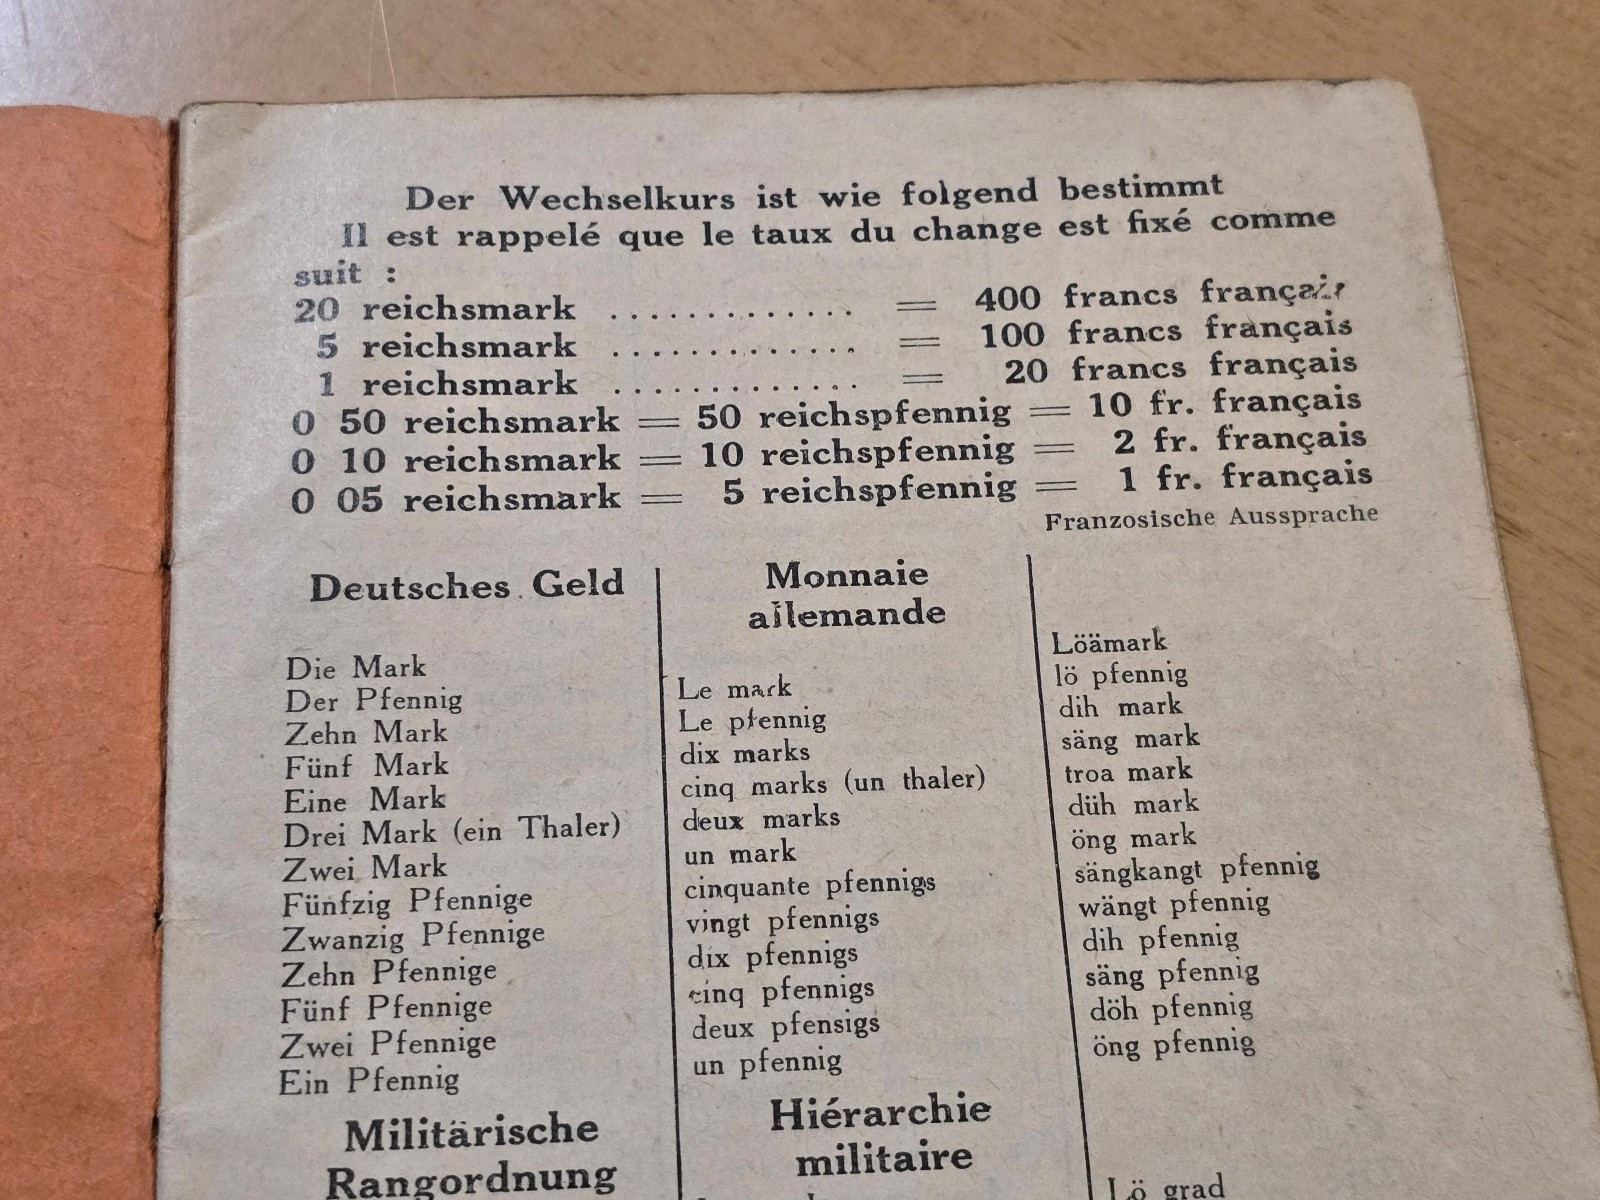 Der Wechselkurs ist wie folgend bestimmt
Il est rappelé que le taux du change est fixé comme
suit :
20 reichsmark ............. = 400 francs français
5 reichsmark ............. = 100 francs français
1 reichsmark ............. = 20 francs français
0 50 reichsmark = 50 reichspfennig = 10 fr. français
0 10 reichsmark = 10 reichspfennig = 2 fr. français
0 05 reichsmark = 5 reichspfennig = 1 fr. français
Franzosische Aussprache
Deutsches Geld
Die Mark
Der Pfennig
Zehn Mark
Fünf Mark
Eine Mark
Drei Mark (ein Thaler)
Zwei Mark
Fünfzig Pfennige
Zwanzig Pfennige
Zehn Pfennige
Fünf Pfennige
Zwei Pfennige
Ein Pfennig
Militärische
Rangordnung
Monnaie
allemande
Le mark
Le pfennig
dix marks
cinq marks (un thaler)
deux marks
un mark
cinquante pfennigs
vingt pfennigs
dix pfennigs
cinq pfennigs
deux pfensigs
un pfennig
Hiérarchie
militaire
Löämark
lö pfennig
dih mark
säng mark
troa mark
düh mark
öng mark
sängkangt pfennig
wängt pfennig
dih pfennig
säng pfennig
döh pfennig
öng pfennig
Lö grad